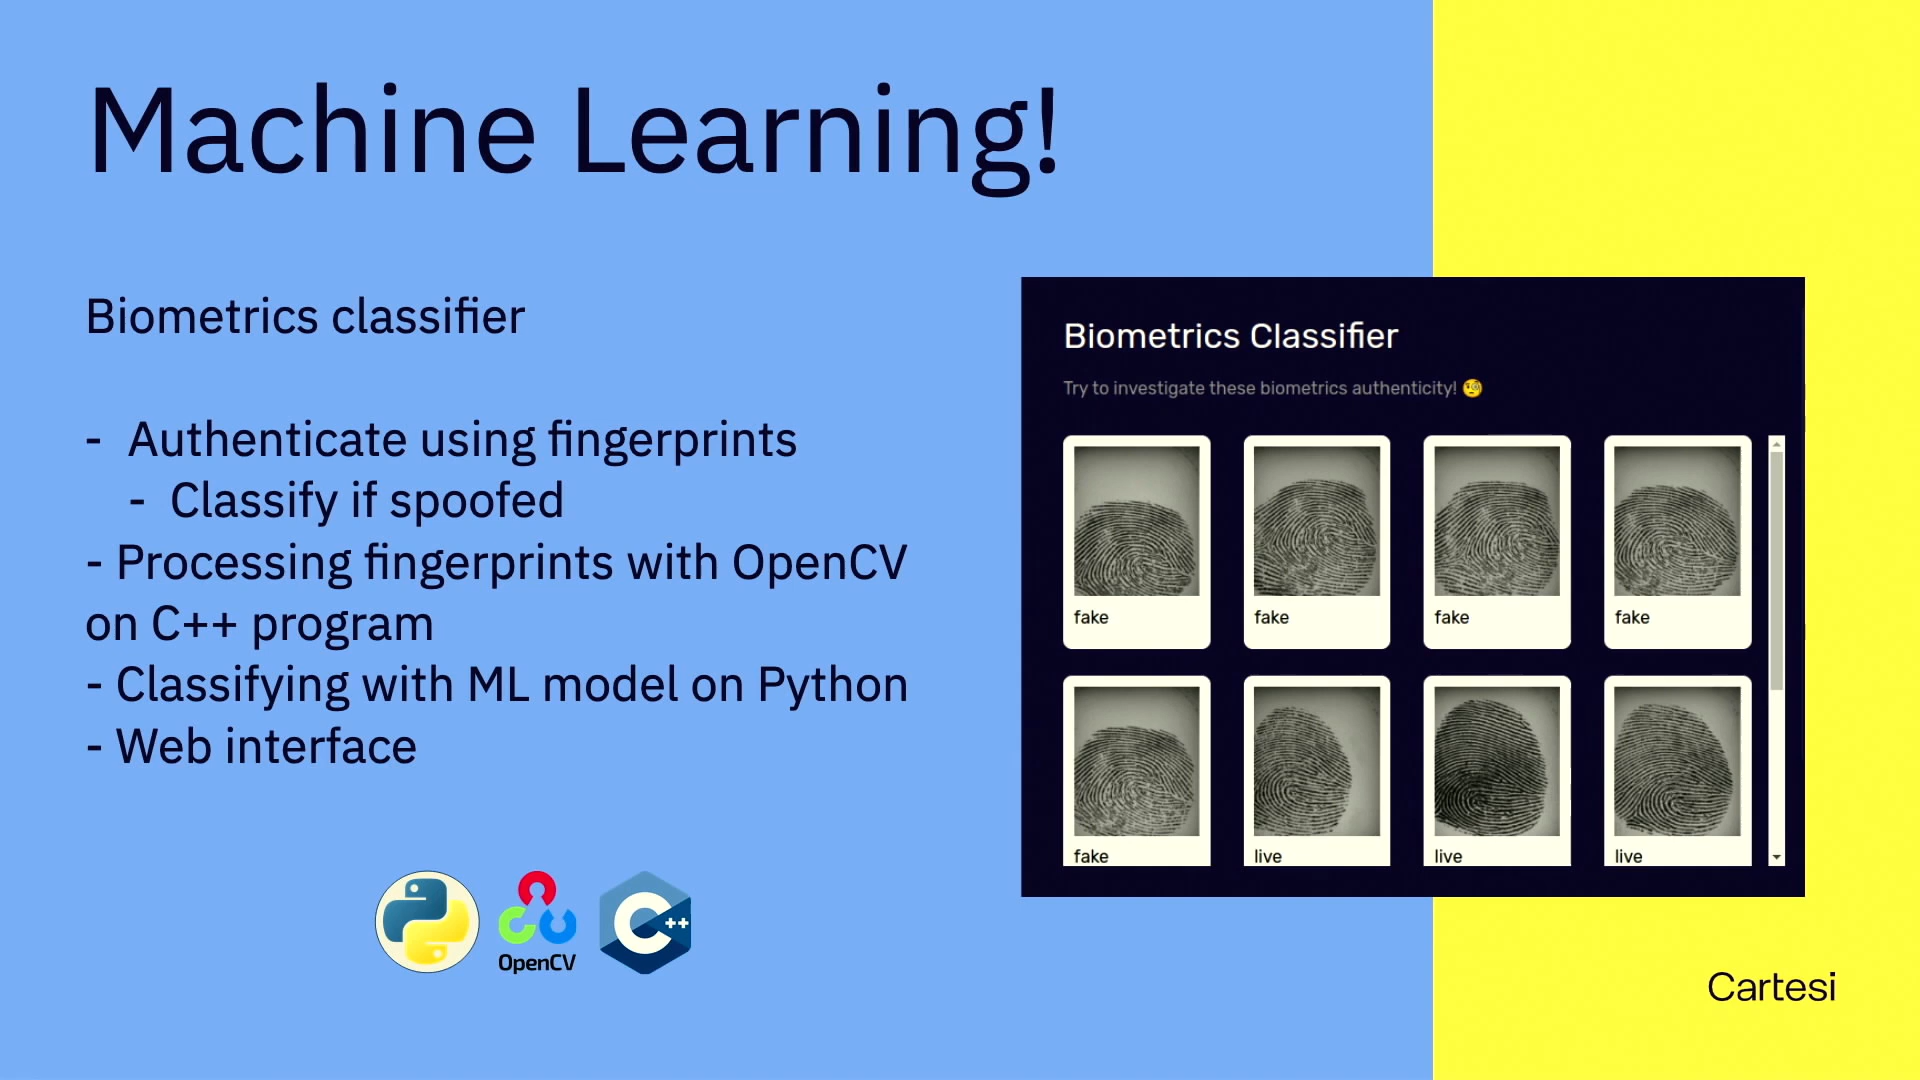 Machine Learning!
Biometrics classifier
- Authenticate using fingerprints
- Classify if spoofed
- Processing fingerprints with OpenCV
on C++ program
- Classifying with ML model on Python
- Web interface
OpenCV
C++
Biometrics Classifier
Try to investigate these biometrics authenticity! 🧐
fake
fake
fake
fake
fake
live
live
live
Cartesi